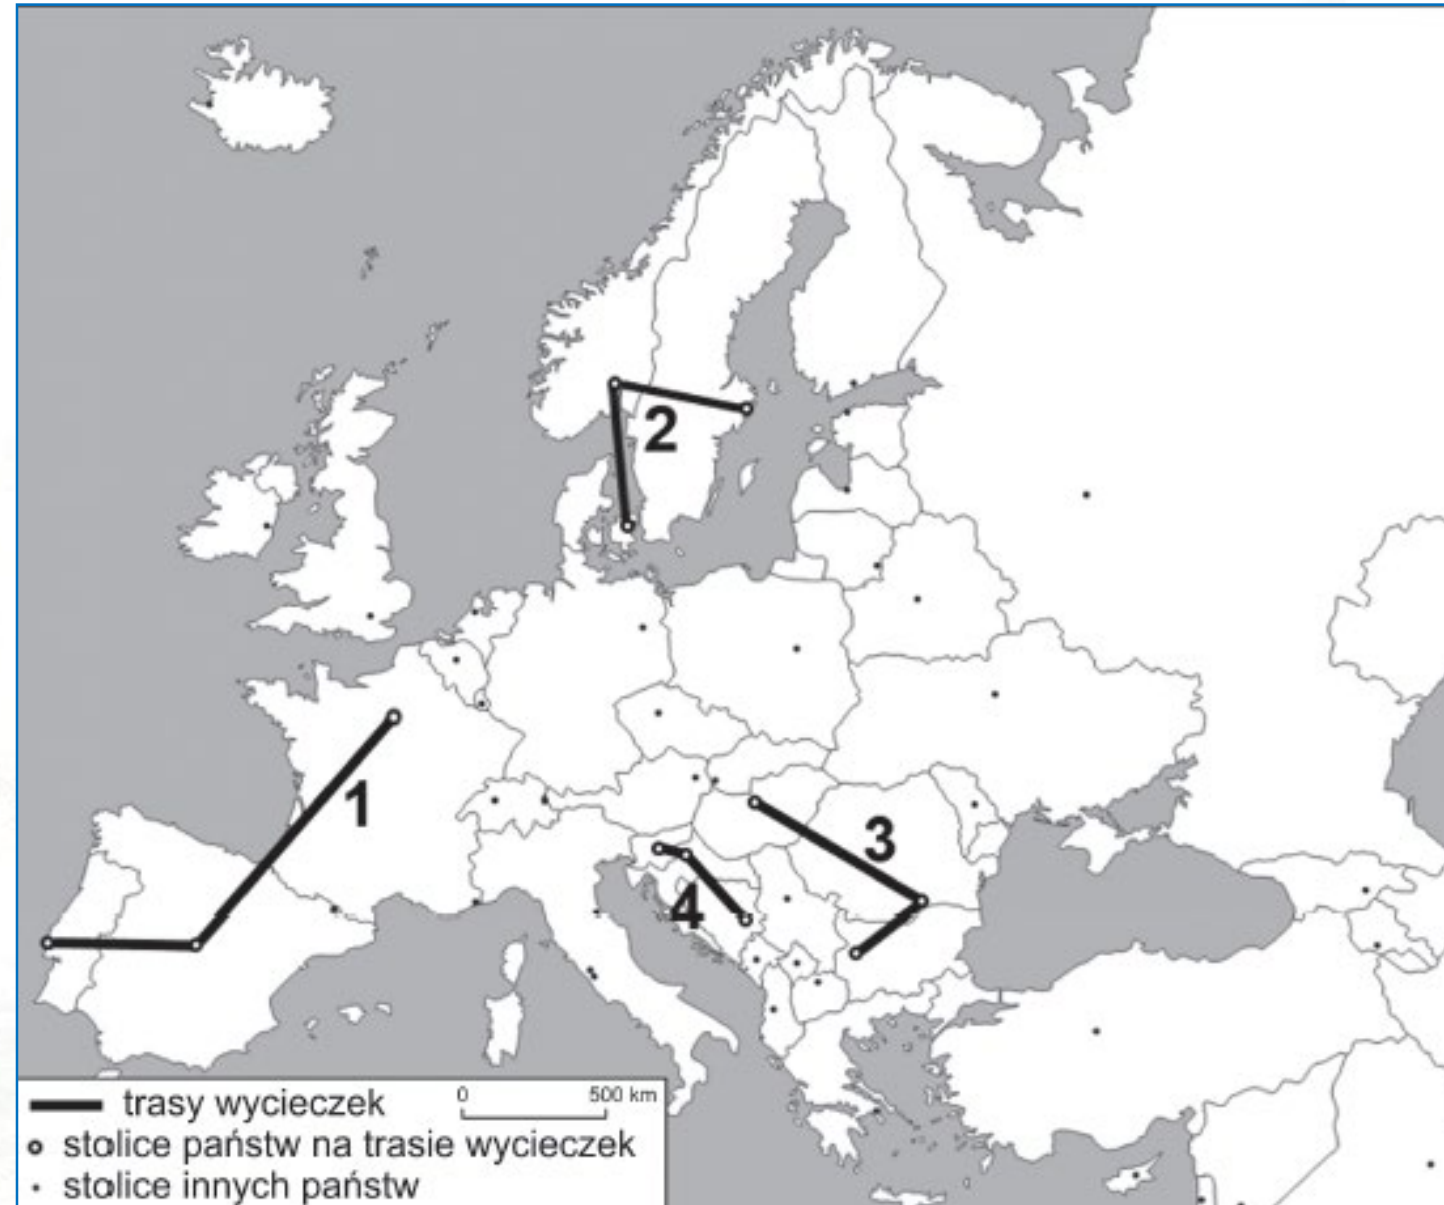 2
1
3
4
trasy wycieczek
0 500 km
stolice państw na trasie wycieczek
stolice innych państw